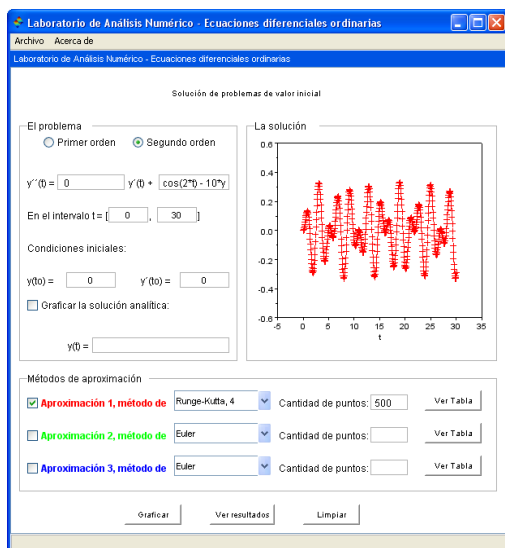 Laboratorio de Análisis Numérico - Ecuaciones diferenciales ordinarias
Archivo Acerca de
Laboratorio de Análisis Numérico - Ecuaciones diferenciales ordinarias
Solución de problemas de valor inicial
El problema
Primer orden Segundo orden
y´´(t) = 0 y´(t) + cos(2*t) - 10*y
En el intervalo t = [ 0 , 30 ]
Condiciones iniciales:
y(to) = 0 y´(to) = 0
Graficar la solución analítica:
y(t) =
La solución
0.6
0.4
0.2
0.0
-0.2
-0.4
-0.6
-5 0 5 10 15 20 25 30 35
t
Métodos de aproximación
Aproximación 1, método de Runge-Kutta, 4 Cantidad de puntos: 500 Ver Tabla
Aproximación 2, método de Euler Cantidad de puntos: Ver Tabla
Aproximación 3, método de Euler Cantidad de puntos: Ver Tabla
Graficar Ver resultados Limpiar